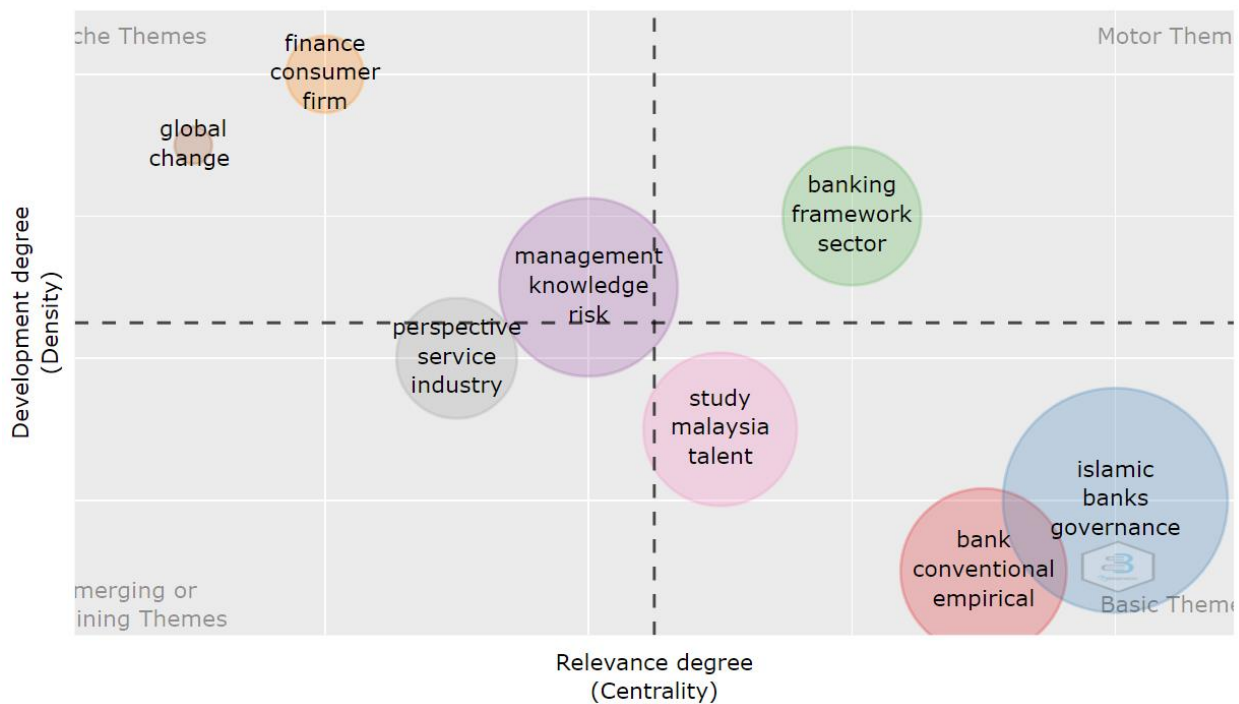 che Themes
Motor Them
finance
consumer
firm
global
change
banking
framework
sector
management
knowledge
risk
perspective
service
industry
study
malaysia
talent
islamic
banks
governance
bank
conventional
empirical
merging or
ining Themes
Basic Theme
Development degree
(Density)
Relevance degree
(Centrality)